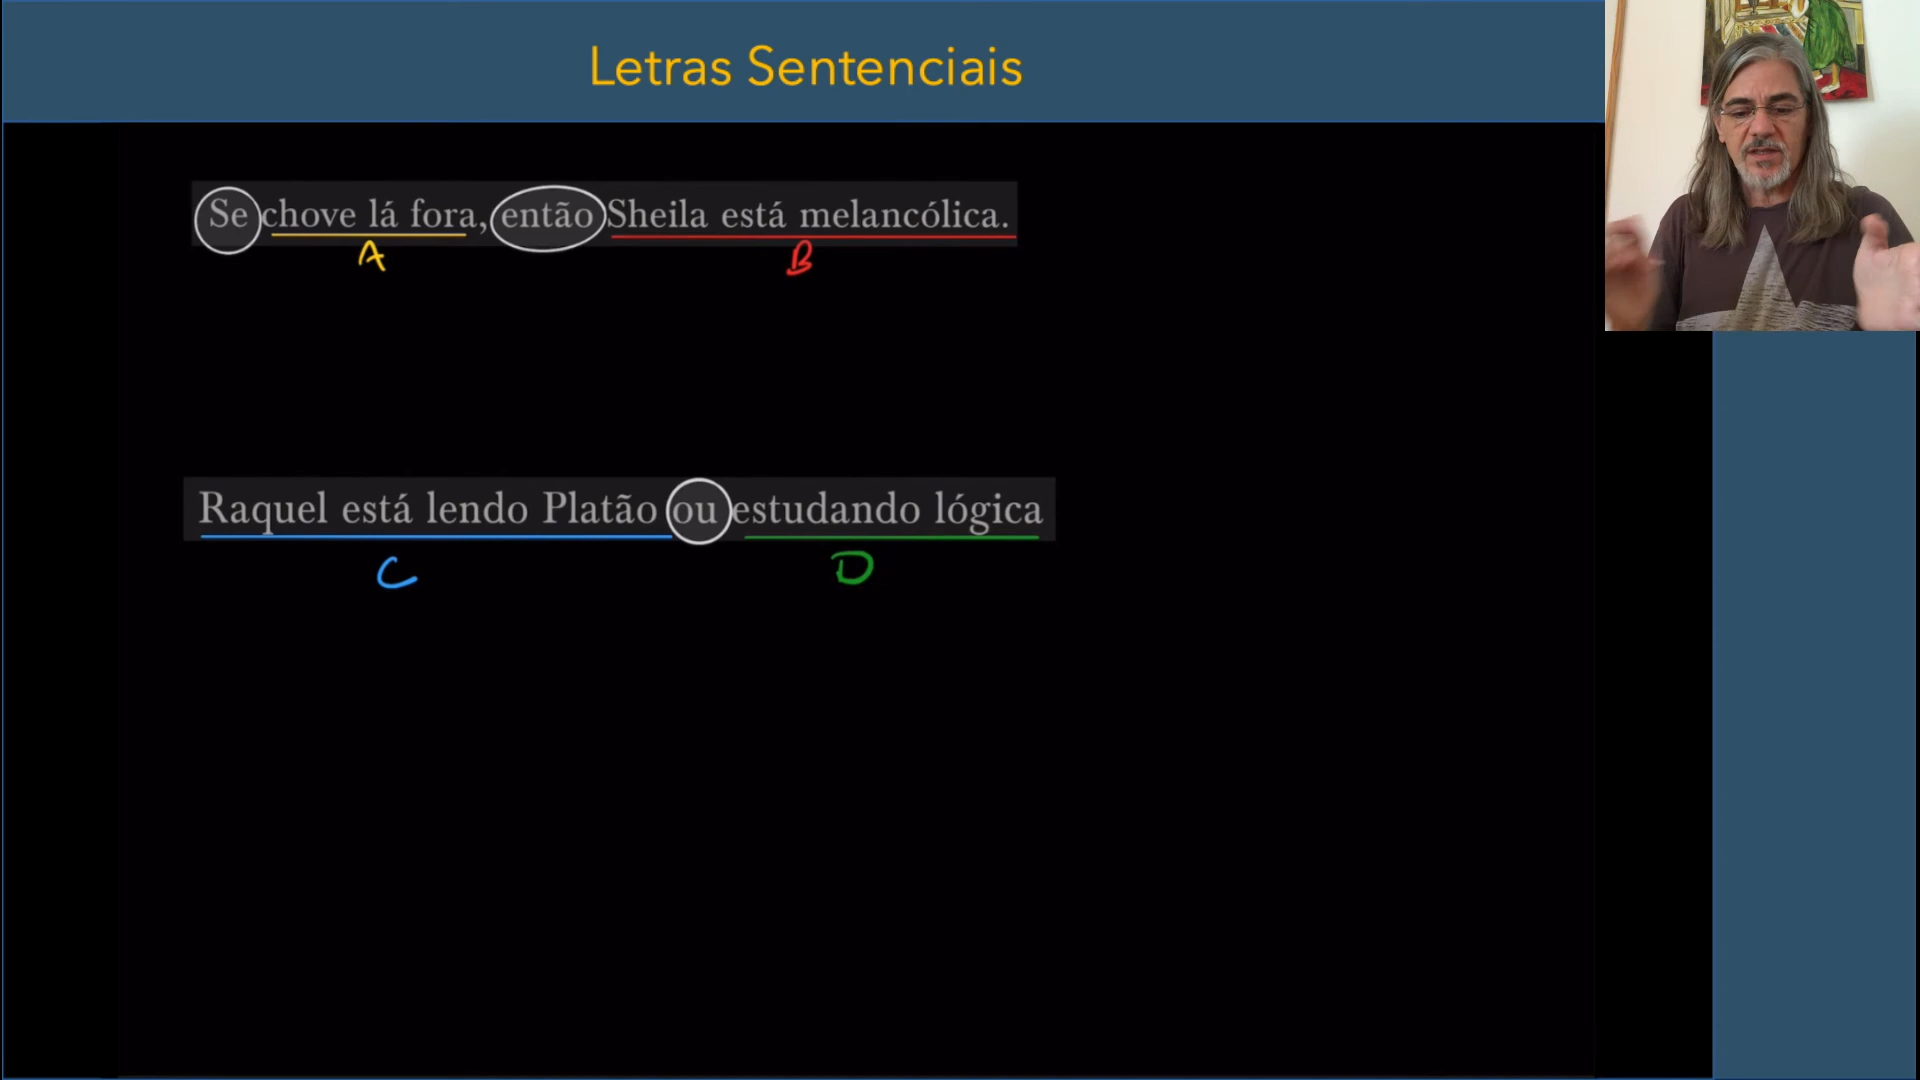 Letras Sentenciais
Se chove lá fora, então Sheila está melancólica.
A B
Raquel está lendo Platão ou estudando lógica
C D